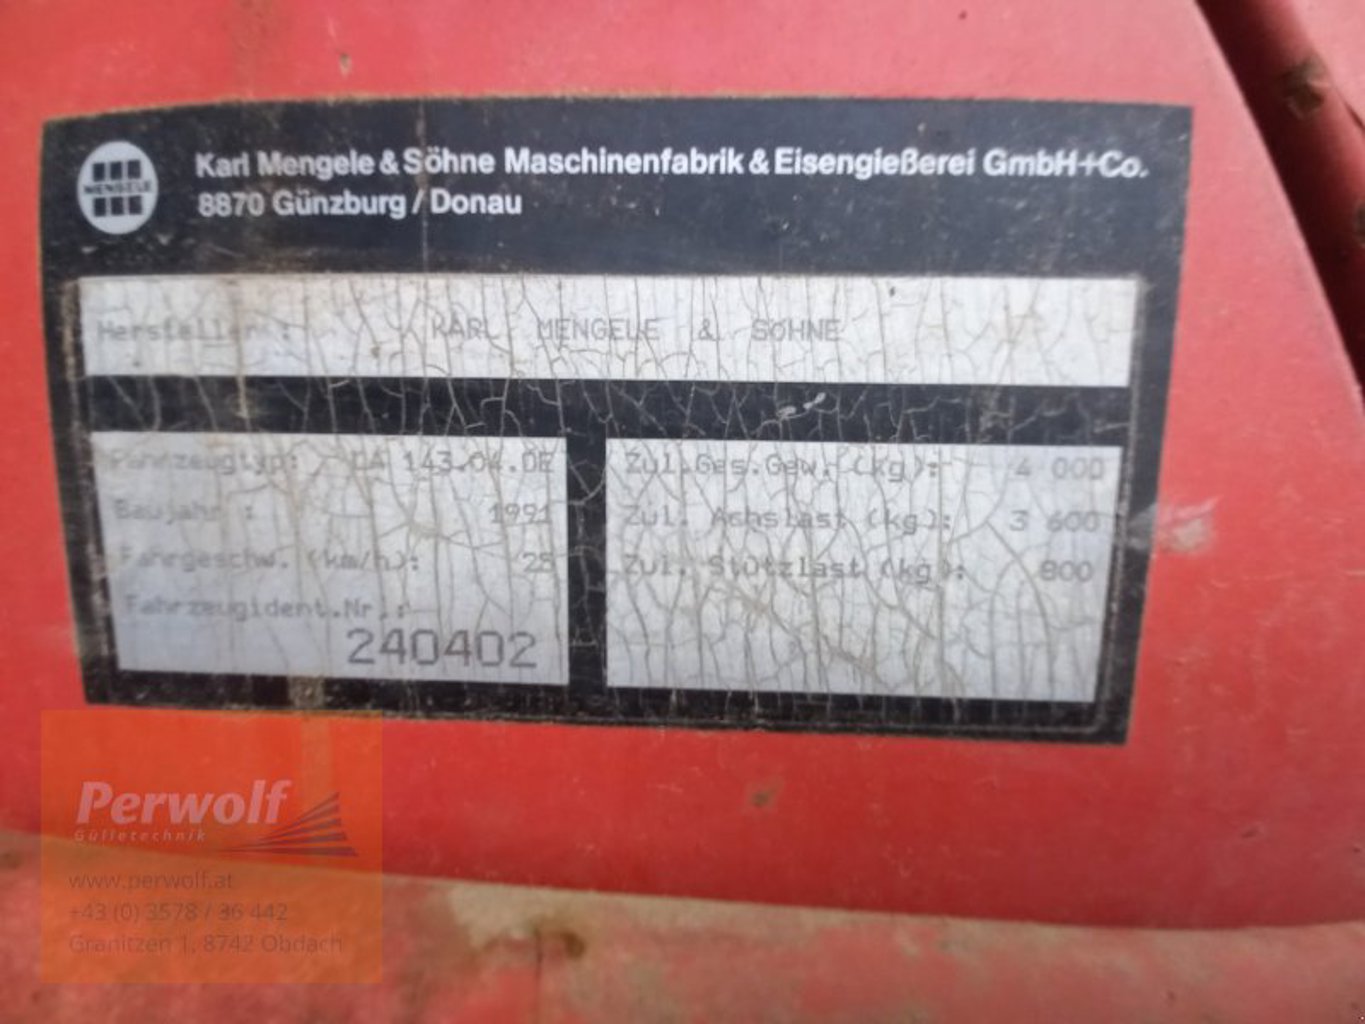 MENGELE
Karl Mengele & Söhne Maschinenfabrik & Eisengießerei GmbH+Co.
8870 Günzburg / Donau
Hersteller : KARL MENGELE & SÖHNE
Fahrzeugtyp: 143.04.DE
Baujahr : 1991
Fahrgeschw. (km/h): 25
Fahrzeugident.Nr.:
240402
Zul.Ges.Gew. (kg): 4 000
Zul. Achslast (kg): 3 600
Zul. Stützlast (kg): 800
Perwolf
Gülletechnik
www.perwolf.at
+43 (0) 3578 / 36 442
Granitzen 1, 8742 Obdach